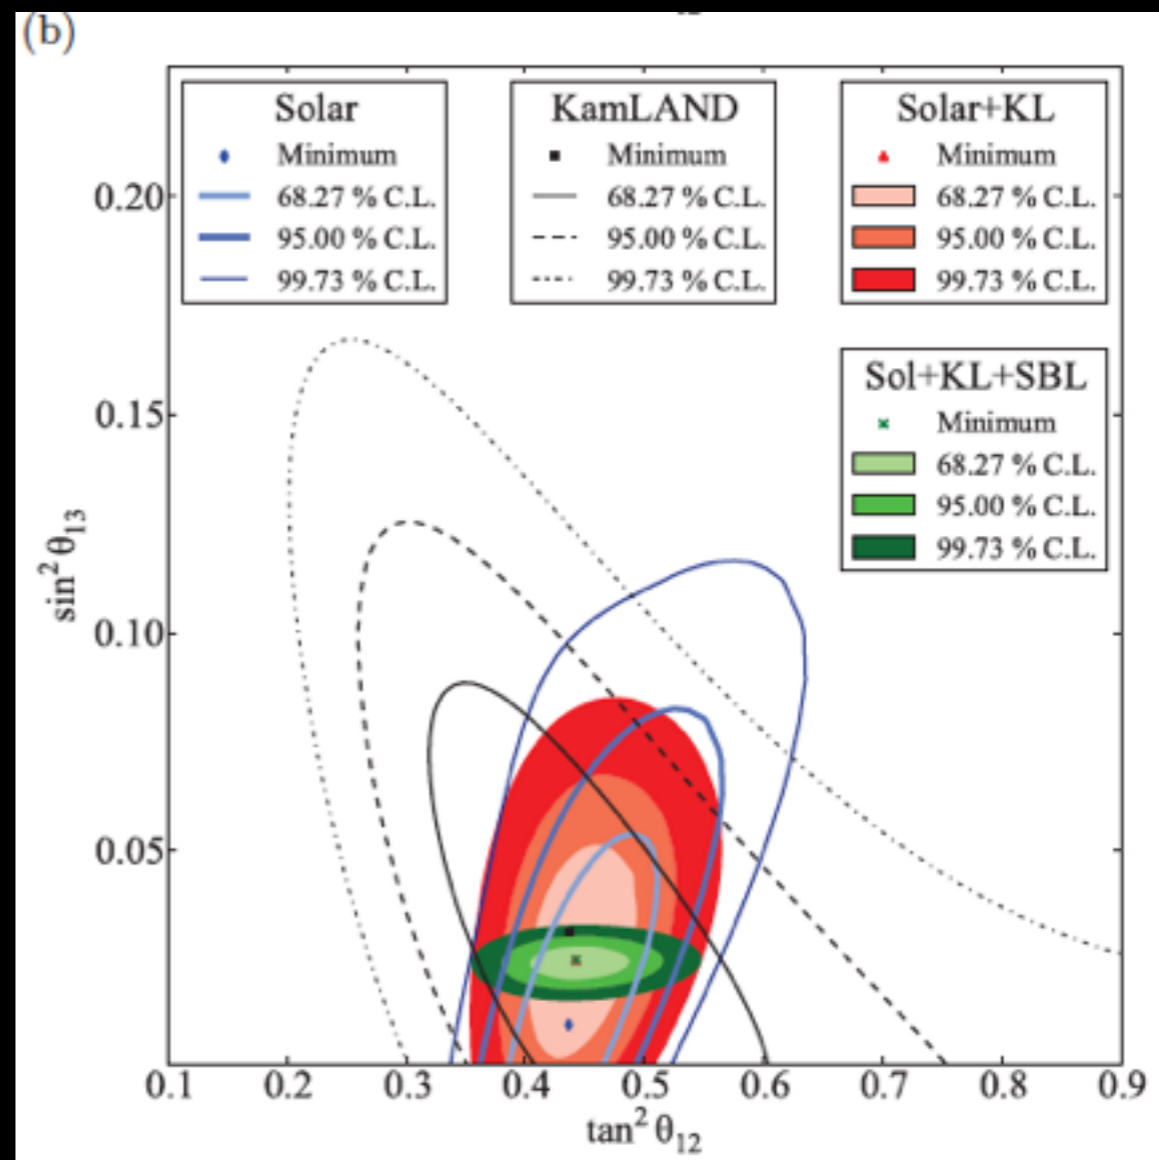 (b)
Solar
Minimum
68.27 % C.L.
95.00 % C.L.
99.73 % C.L.
KamLAND
Minimum
68.27 % C.L.
95.00 % C.L.
99.73 % C.L.
Solar+KL
Minimum
68.27 % C.L.
95.00 % C.L.
99.73 % C.L.
Sol+KL+SBL
Minimum
68.27 % C.L.
95.00 % C.L.
99.73 % C.L.
0.20
0.15
0.10
0.05
sin² θ₁₃
0.1 0.2 0.3 0.4 0.5 0.6 0.7 0.8 0.9
tan² θ₁₂